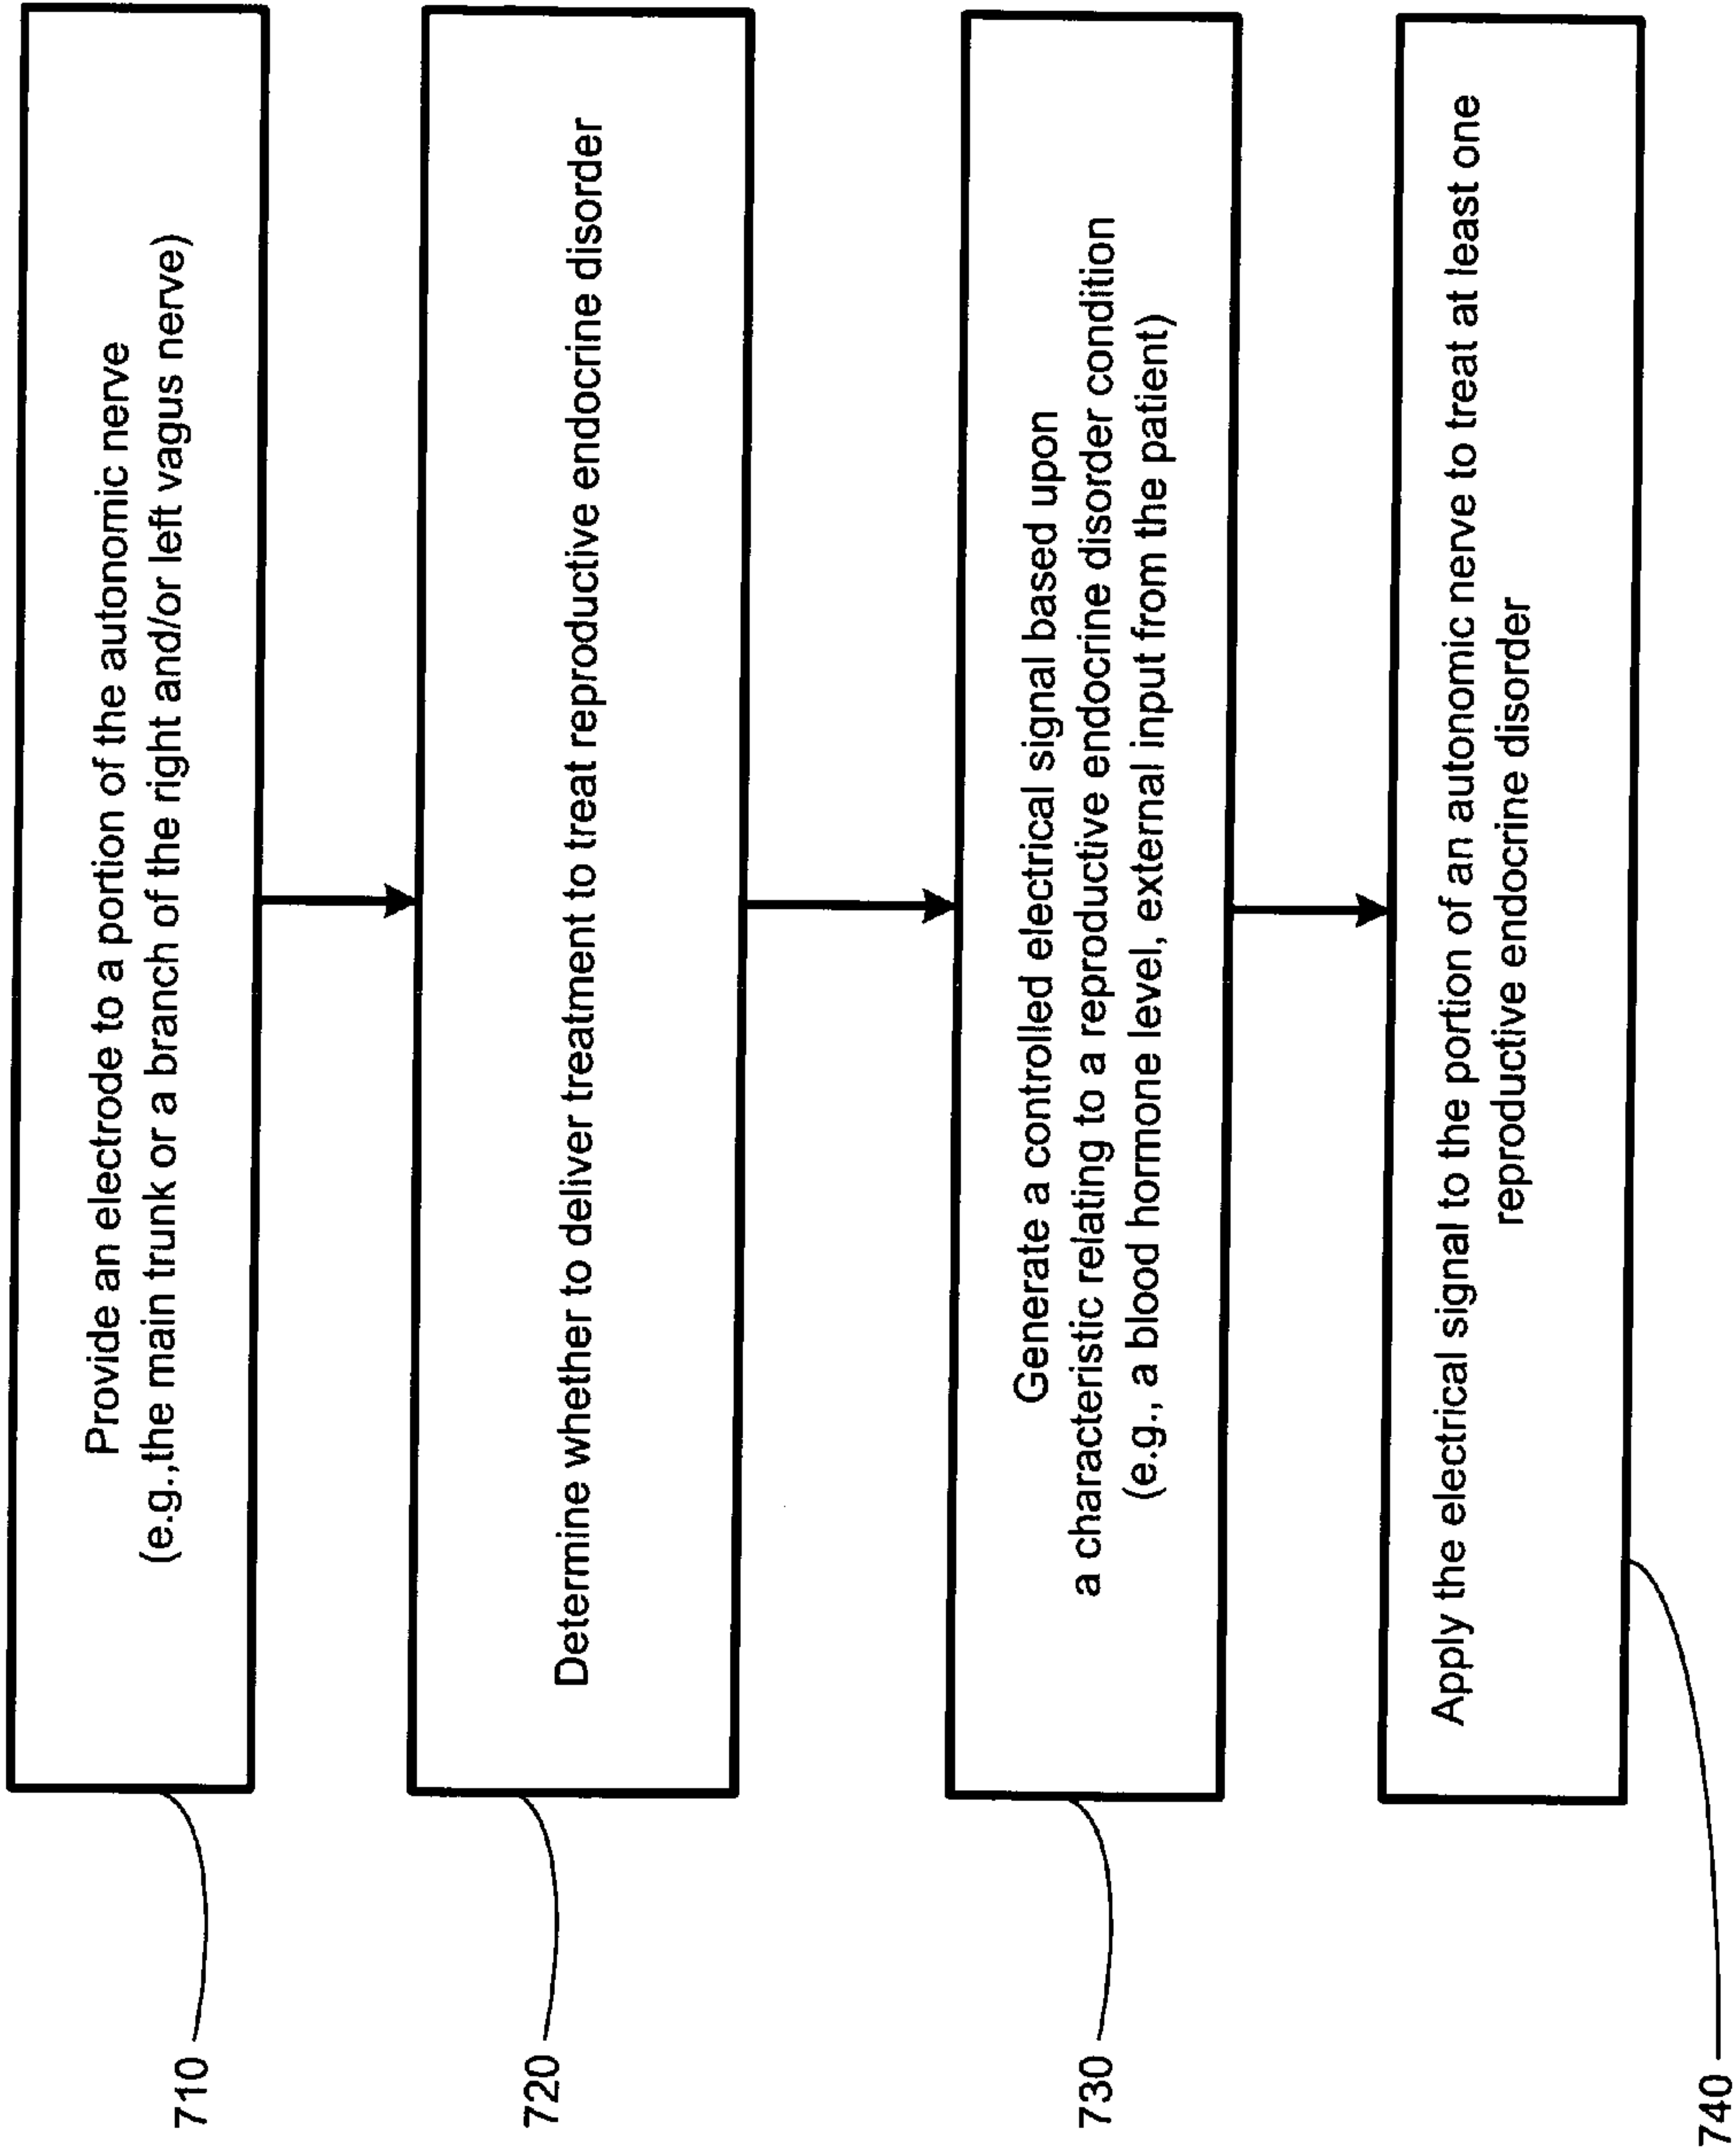 Provide an electrode to a portion of the autonomic nerve
(e.g.,the main trunk or a branch of the right and/or left vagus nerve)
710
Determine whether to deliver treatment to treat reproductive endocrine disorder
720
Generate a controlled electrical signal based upon
a characteristic relating to a reproductive endocrine disorder condition
(e.g., a blood hormone level, external input from the patient)
730
Apply the electrical signal to the portion of an autonomic nerve to treat at least one
reproductive endocrine disorder
740